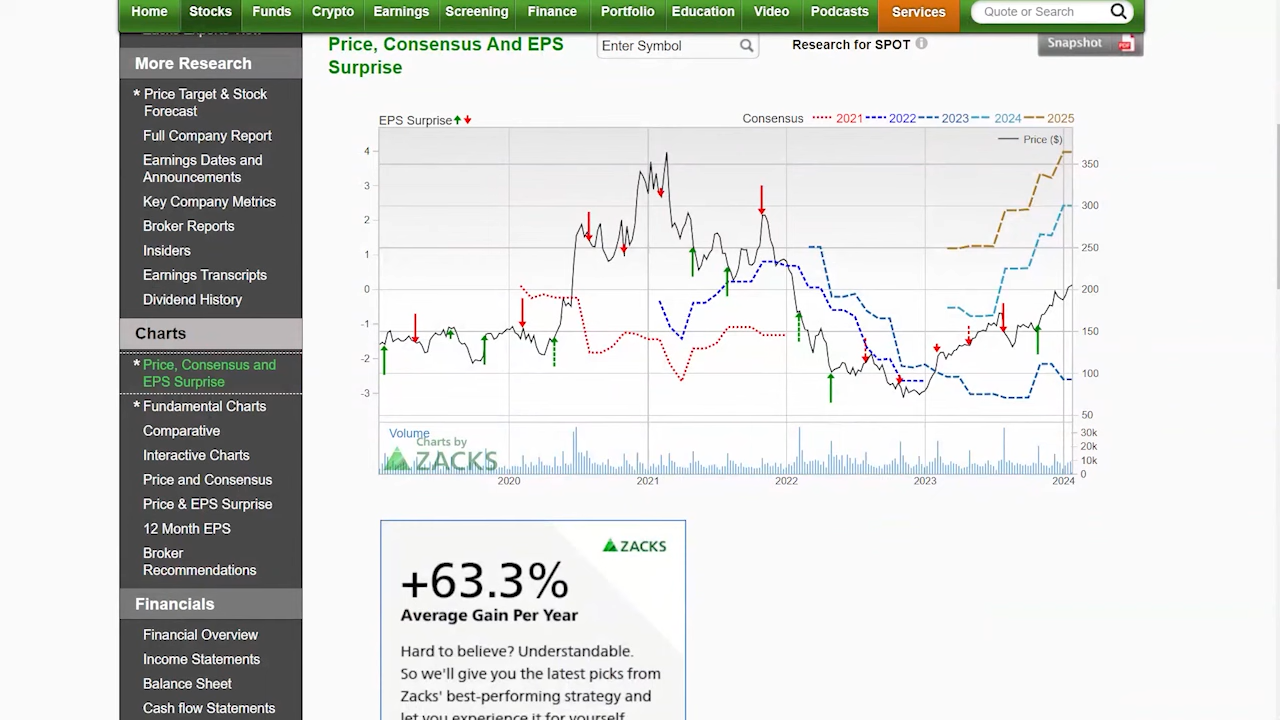 Home Stocks Funds Crypto Earnings Screening Finance Portfolio Education Video Podcasts Services Quote or Search
More Research
* Price Target & Stock
Forecast
Full Company Report
Earnings Dates and
Announcements
Key Company Metrics
Broker Reports
Insiders
Earnings Transcripts
Dividend History
Charts
* Price, Consensus and
EPS Surprise
* Fundamental Charts
Comparative
Interactive Charts
Price and Consensus
Price & EPS Surprise
12 Month EPS
Broker
Recommendations
Financials
Financial Overview
Income Statements
Balance Sheet
Cash flow Statements
Price, Consensus And EPS
Surprise
Enter Symbol
Research for SPOT
Snapshot
PDF
EPS Surprise
Consensus 2021 2022 2023 2024 2025
Price ($)
4
3
2
1
0
-1
-2
-3
350
300
250
200
150
100
50
Volume
Charts by
ZACKS
30k
20k
10k
0
2020 2021 2022 2023 2024
ZACKS
+63.3%
Average Gain Per Year
Hard to believe? Understandable.
So we'll give you the latest picks from
Zacks' best-performing strategy and
let you experience it for yourself